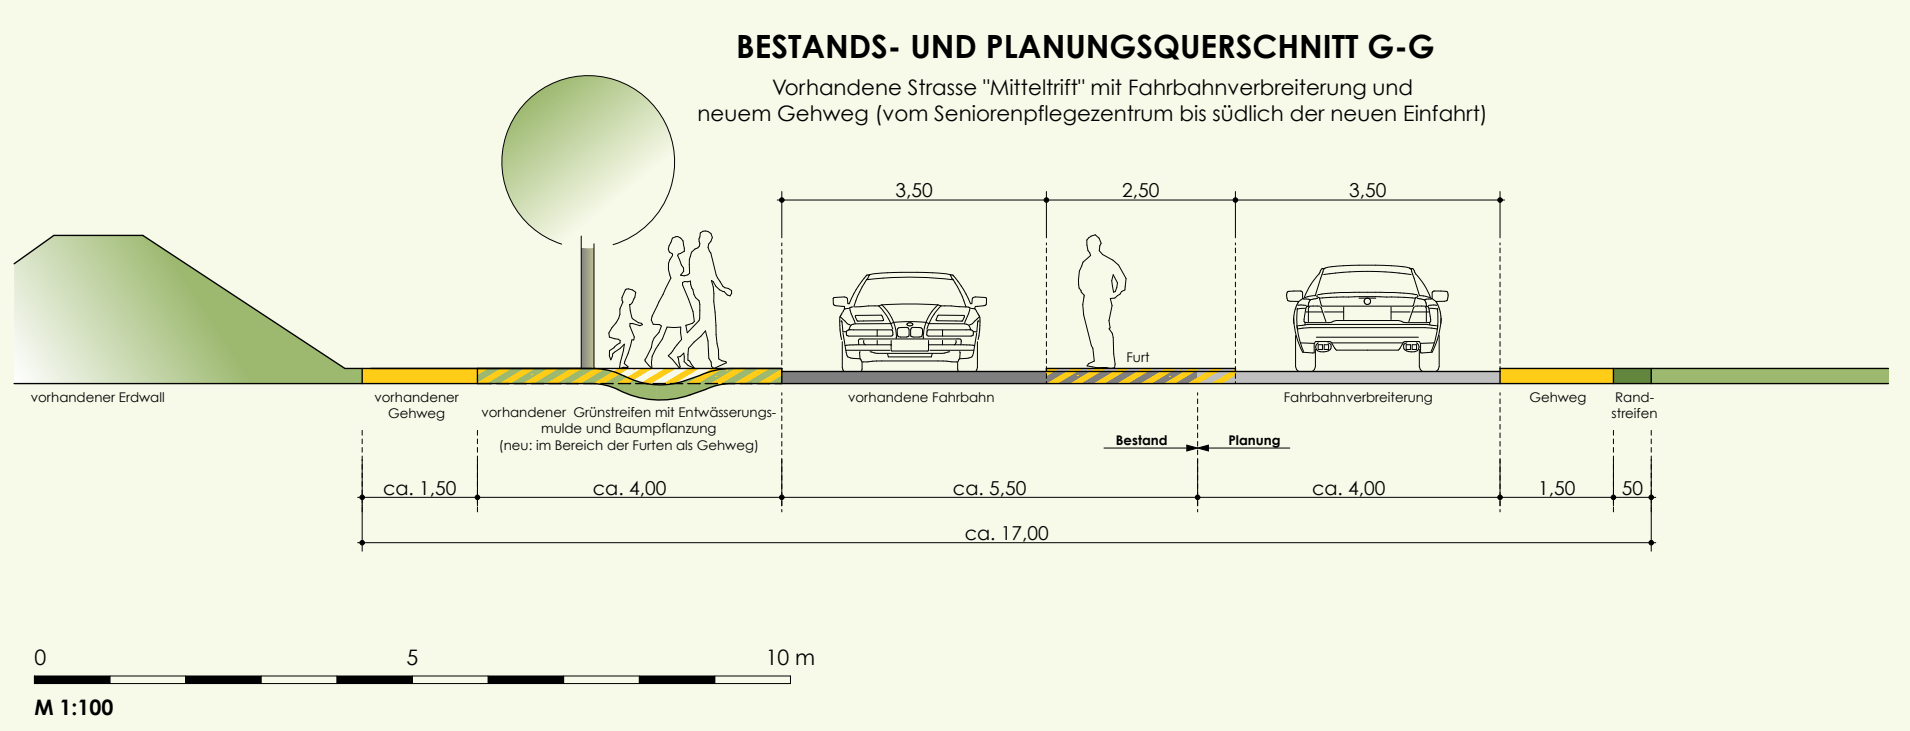 BESTANDS- UND PLANUNGSQUERSCHNITT G-G
Vorhandene Strasse "Mitteltrift" mit Fahrbahnverbreiterung und
neuem Gehweg (vom Seniorenpflegezentrum bis südlich der neuen Einfahrt)
3,50
2,50
3,50
Furt
vorhandener Erdwall
vorhandener
Gehweg
vorhandener Grünstreifen mit Entwässerungs-
mulde und Baumpflanzung
(neu: im Bereich der Furten als Gehweg)
vorhandene Fahrbahn
Fahrbahnverbreiterung
Gehweg
Rand-
streifen
Bestand
Planung
ca. 1,50
ca. 4,00
ca. 5,50
ca. 4,00
1,50
50
ca. 17,00
0
5
10 m
M 1:100